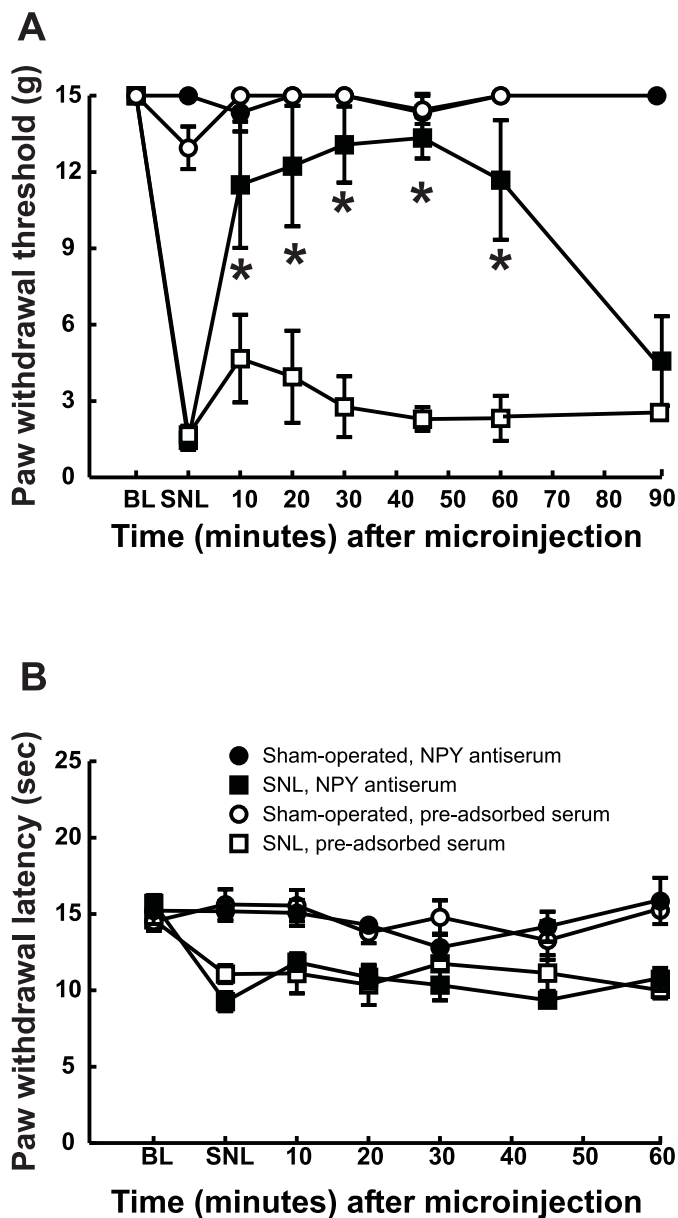 A
Paw withdrawal threshold (g)
15
12
9
6
3
0
* * * * *
BL SNL 10 20 30 40 50 60 70 80 90
Time (minutes) after microinjection
B
Paw withdrawal latency (sec)
25
20
15
10
5
0
Sham-operated, NPY antiserum
SNL, NPY antiserum
Sham-operated, pre-adsorbed serum
SNL, pre-adsorbed serum
BL SNL 10 20 30 40 50 60
Time (minutes) after microinjection